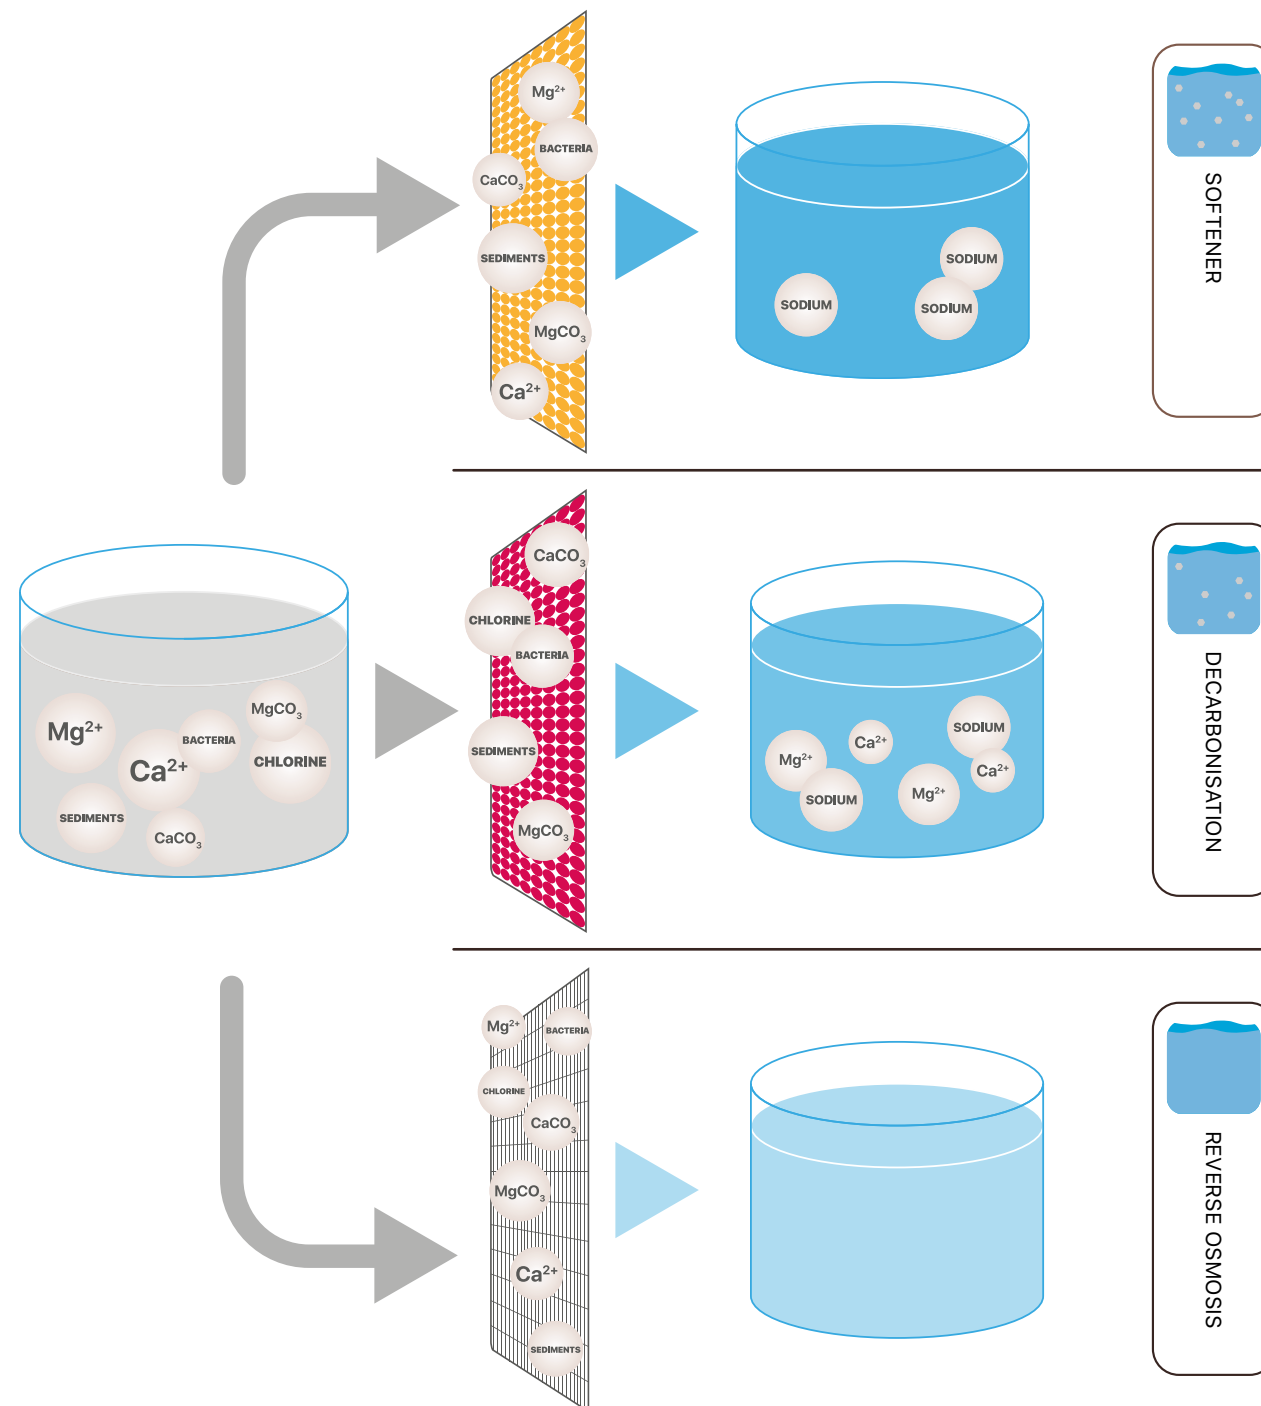 Mg²⁺
BACTERIA
CaCO₃
SEDIMENTS
MgCO₃
Ca²⁺
SODIUM
SODIUM
SODIUM
SOFTENER
Mg²⁺
Ca²⁺
BACTERIA
MgCO₃
CHLORINE
SEDIMENTS
CaCO₃
CaCO₃
CHLORINE
BACTERIA
SEDIMENTS
MgCO₃
Mg²⁺
SODIUM
Ca²⁺
Mg²⁺
SODIUM
Ca²⁺
DECARBONISATION
Mg²⁺
BACTERIA
CHLORINE
CaCO₃
MgCO₃
Ca²⁺
SEDIMENTS
REVERSE OSMOSIS